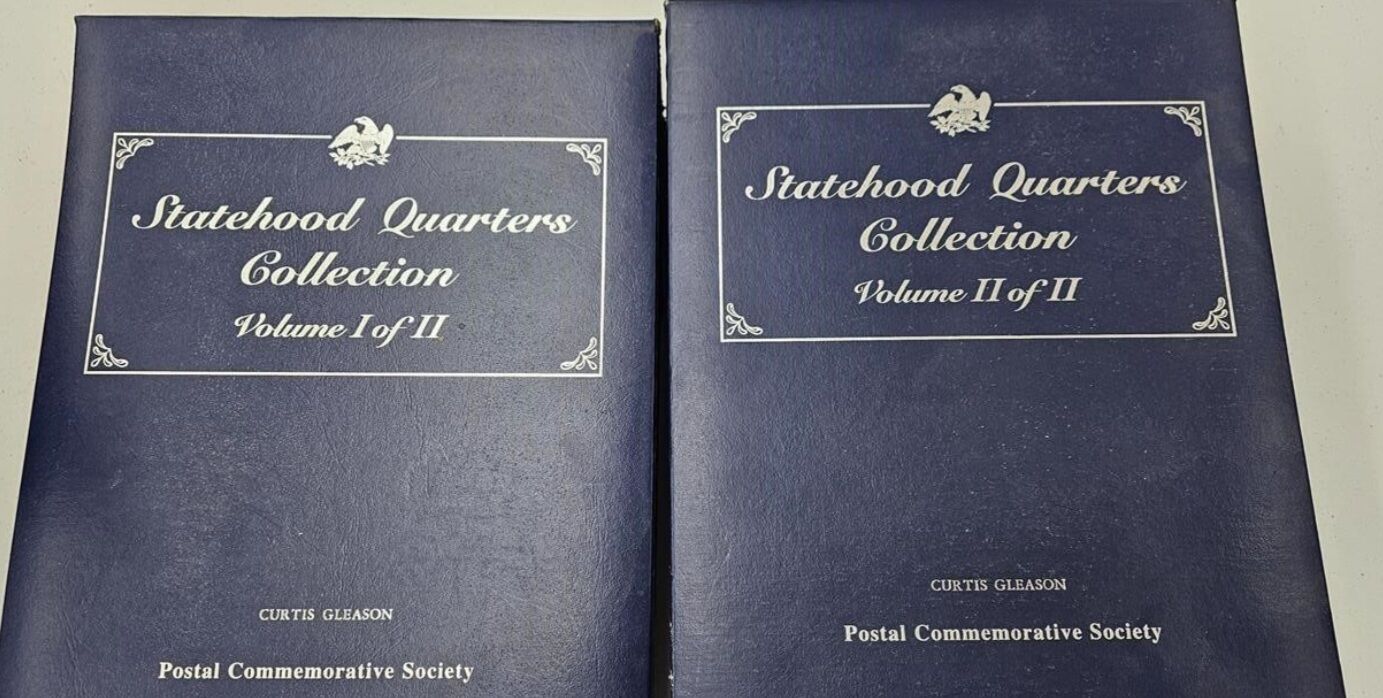 Statehood Quarters
Collection
Volume I of II
CURTIS GLEASON
Postal Commemorative Society
Statehood Quarters
Collection
Volume II of II
CURTIS GLEASON
Postal Commemorative Society